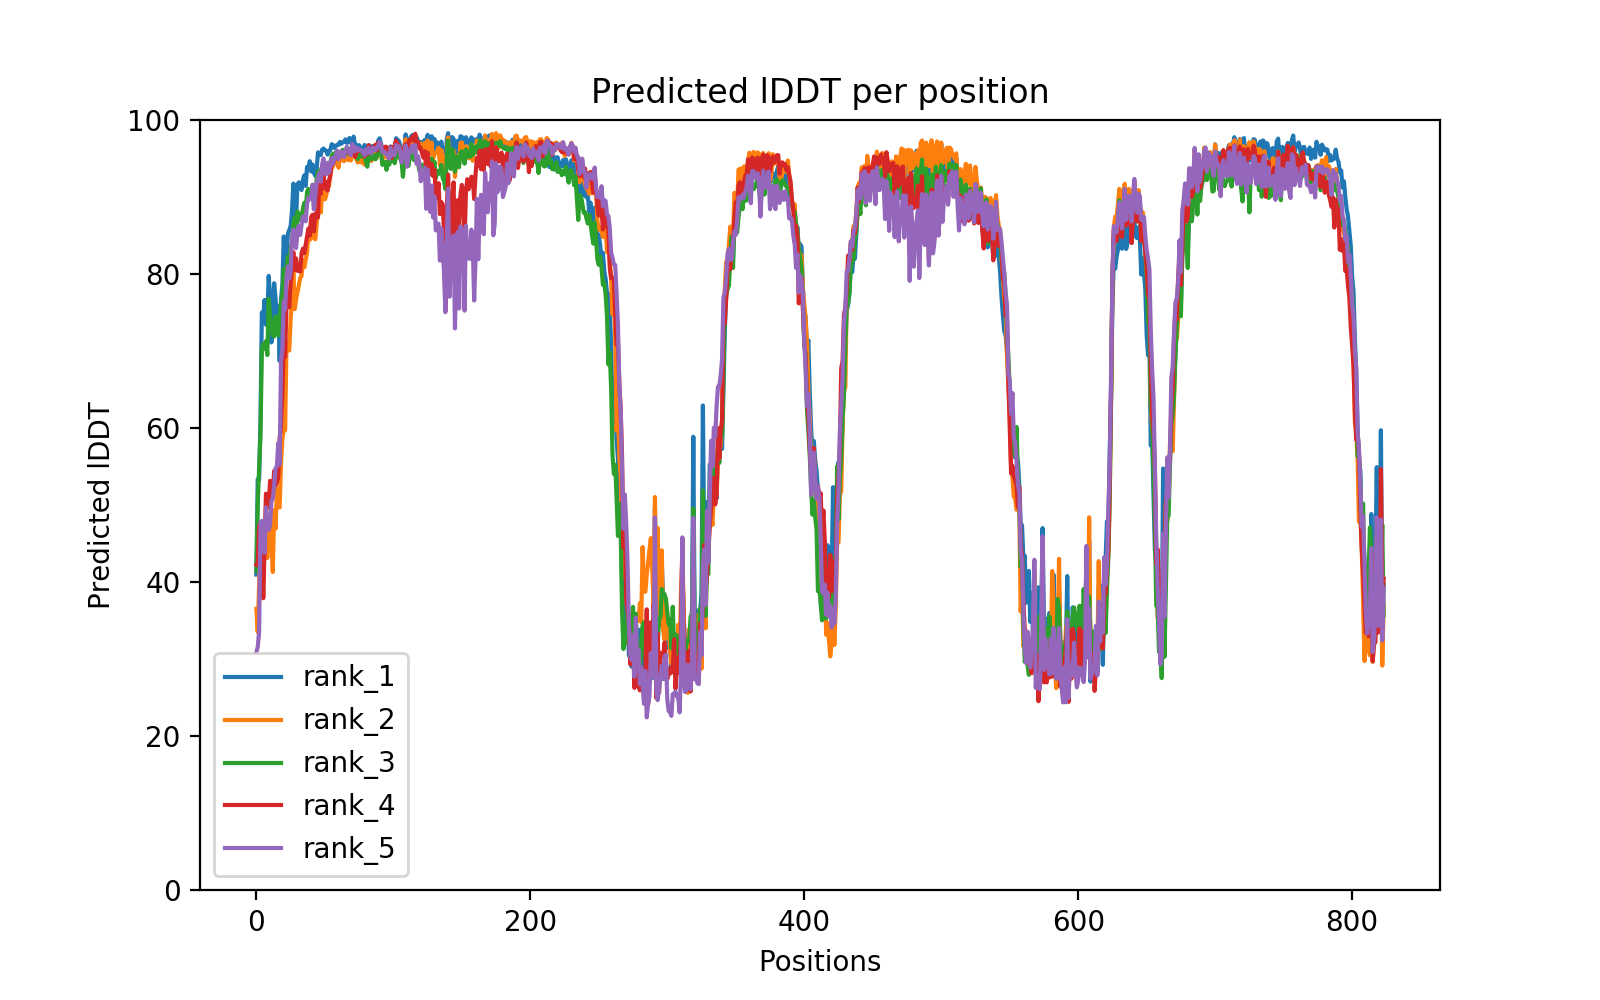 Predicted lDDT per position
100
80
60
40
20
0
Predicted lDDT
rank_1
rank_2
rank_3
rank_4
rank_5
0
200
400
600
800
Positions